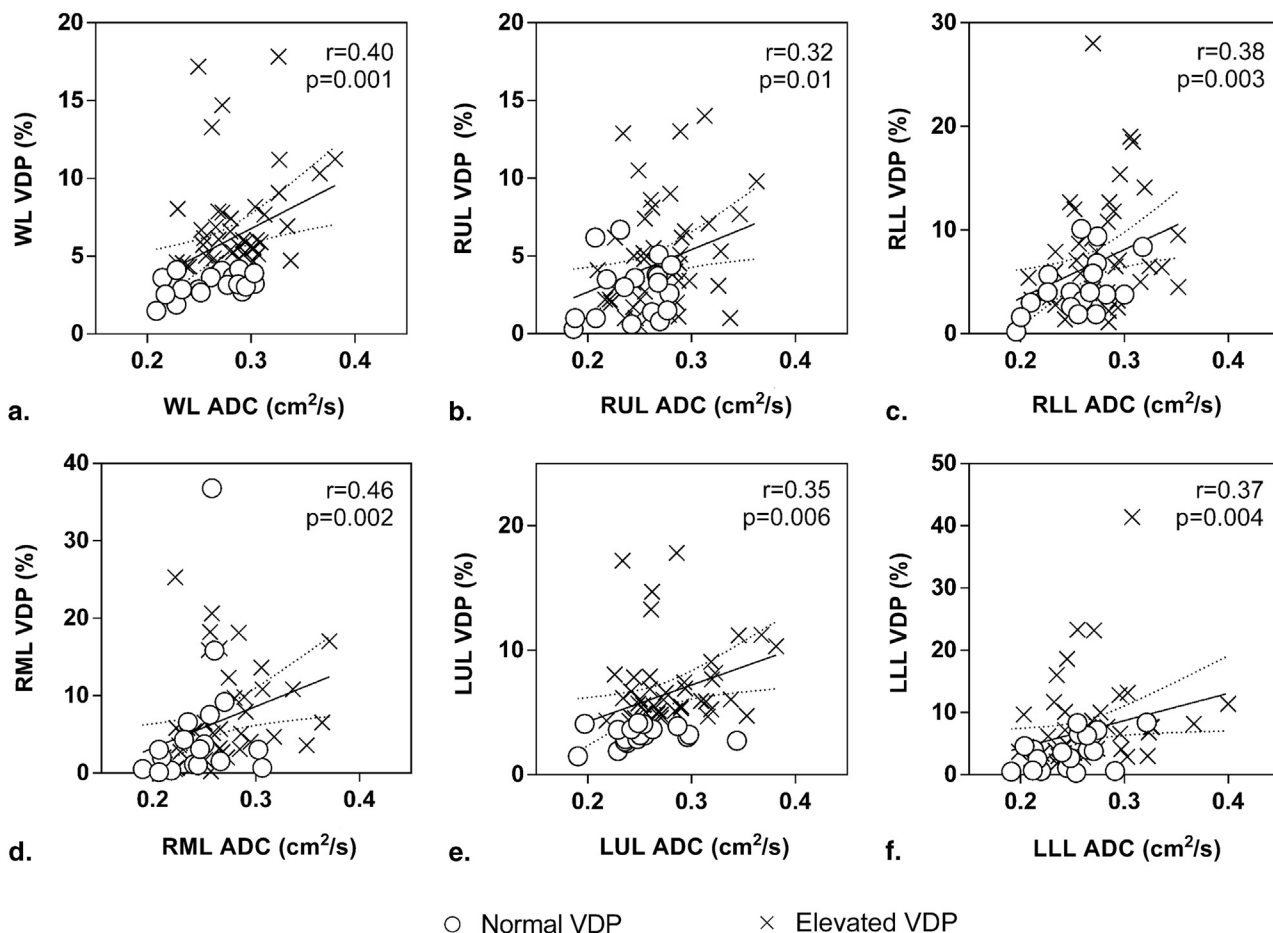 20
15
10
5
0
WL VDP (%)
r=0.40
p=0.001
0.2 0.3 0.4
a. WL ADC (cm²/s)
20
15
10
5
0
RUL VDP (%)
r=0.32
p=0.01
0.2 0.3 0.4
b. RUL ADC (cm²/s)
30
20
10
0
RLL VDP (%)
r=0.38
p=0.003
0.2 0.3 0.4
c. RLL ADC (cm²/s)
40
30
20
10
0
RML VDP (%)
r=0.46
p=0.002
0.2 0.3 0.4
d. RML ADC (cm²/s)
20
10
0
LUL VDP (%)
r=0.35
p=0.006
0.2 0.3 0.4
e. LUL ADC (cm²/s)
50
40
30
20
10
0
LLL VDP (%)
r=0.37
p=0.004
0.2 0.3 0.4
f. LLL ADC (cm²/s)
Normal VDP Elevated VDP